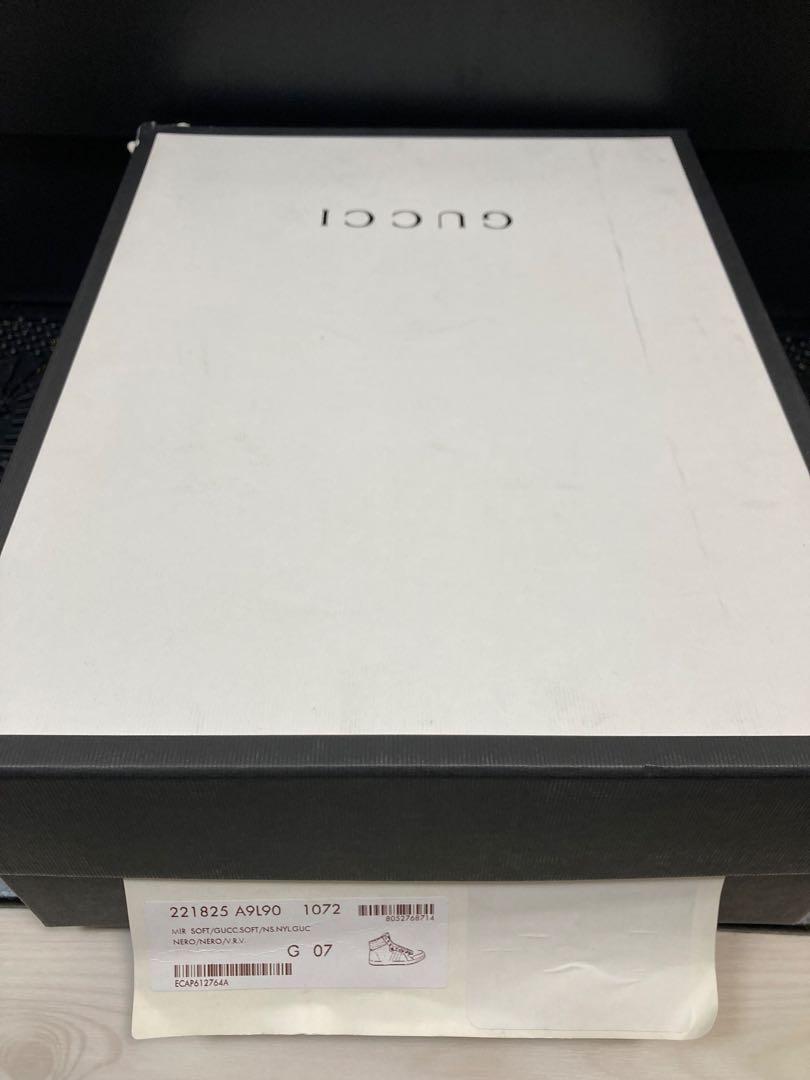 GUCCI
221825 A9L90 1072
8052768714
MIR SOFT/GUCC.SOFT/NS.NYL.GUC
NERO/NERO/V.R.V.
G 07
ECAP612764A